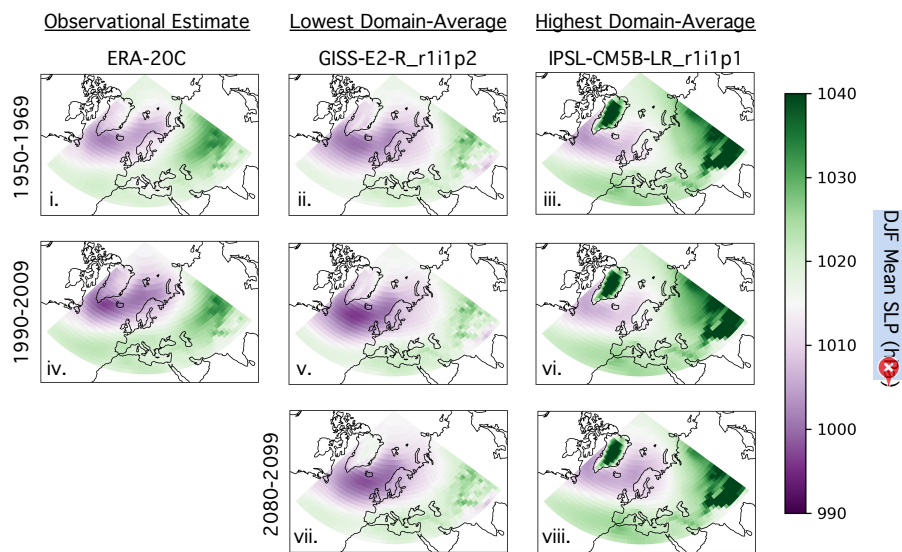 Observational Estimate Lowest Domain-Average Highest Domain-Average
ERA-20C GISS-E2-R_r1i1p2 IPSL-CM5B-LR_r1i1p1
1950-1969
i. ii. iii.
1990-2009
iv. v. vi.
2080-2099
vii. viii.
1040
1030
1020
1010
1000
990
DJF Mean SLP (h